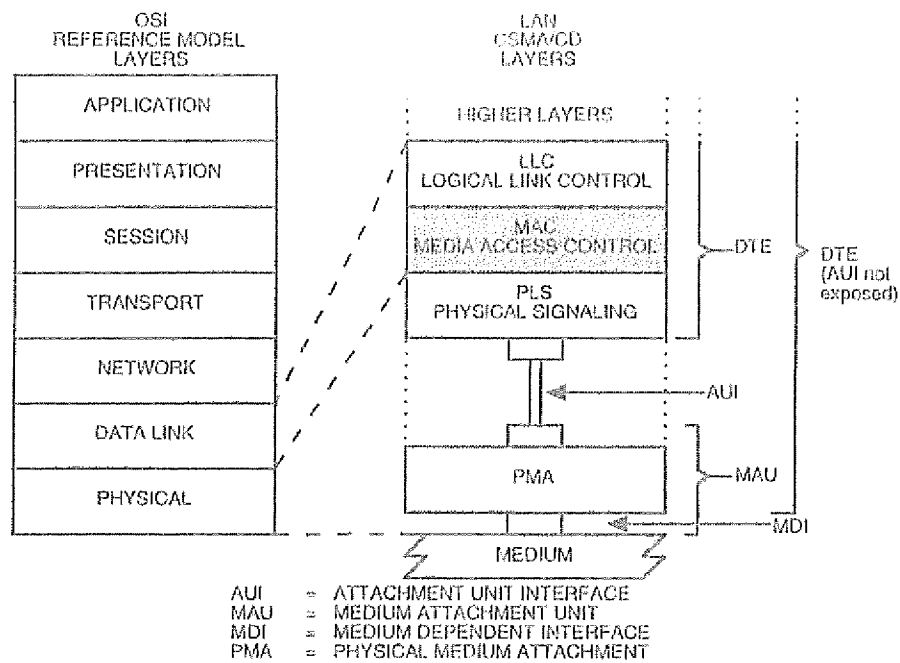 OSI
REFERENCE MODEL
LAYERS
APPLICATION
PRESENTATION
SESSION
TRANSPORT
NETWORK
DATA LINK
PHYSICAL
LAN
CSMA/CD
LAYERS
HIGHER LAYERS
LLC
LOGICAL LINK CONTROL
MAC
MEDIA ACCESS CONTROL
PLS
PHYSICAL SIGNALING
AUI
PMA
MDI
MEDIUM
DTE
MAU
DTE
(AUI not
exposed)
AUI = ATTACHMENT UNIT INTERFACE
MAU = MEDIUM ATTACHMENT UNIT
MDI = MEDIUM DEPENDENT INTERFACE
PMA = PHYSICAL MEDIUM ATTACHMENT